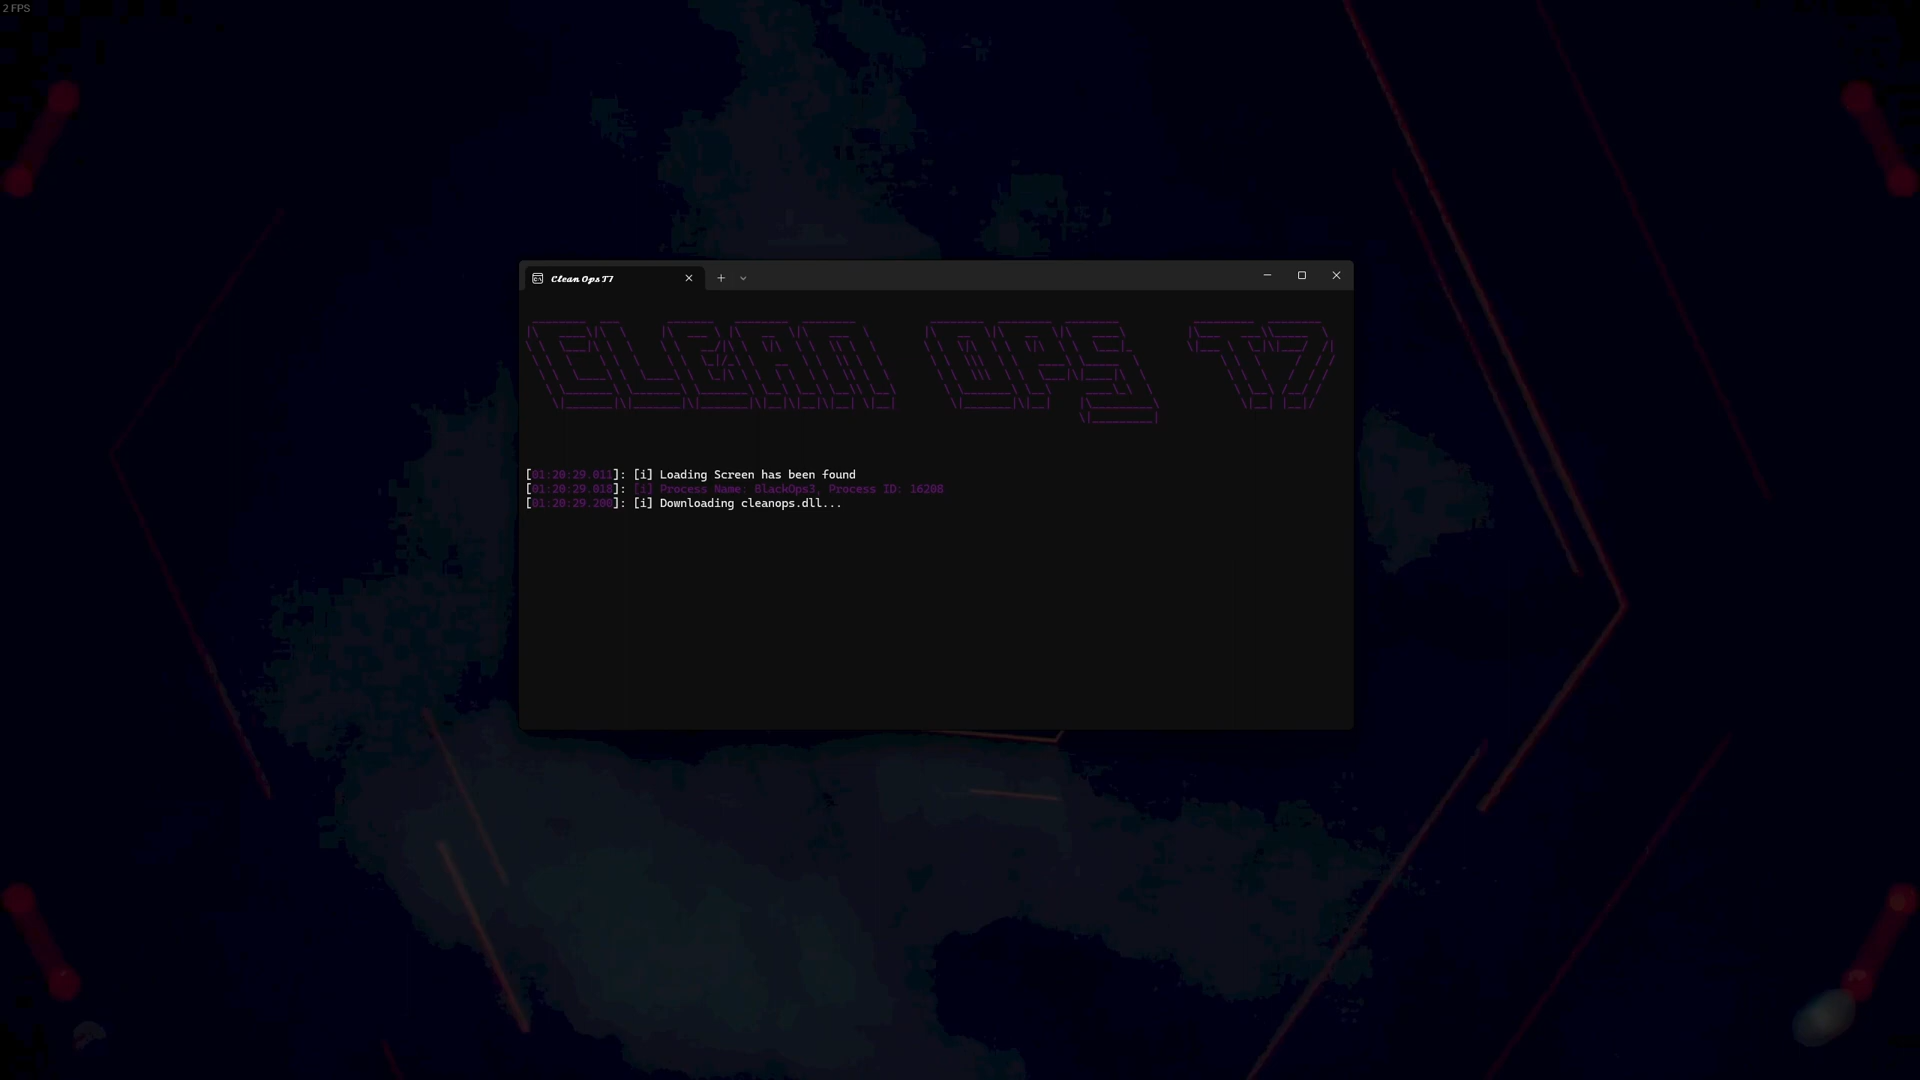 2 FPS
Clean Ops T7
CLEAN OPS T7
[01:20:29.011]: [i] Loading Screen has been found
[01:20:29.018]: [i] Process Name: BlackOps3, Process ID: 16208
[01:20:29.200]: [i] Downloading cleanops.dll...